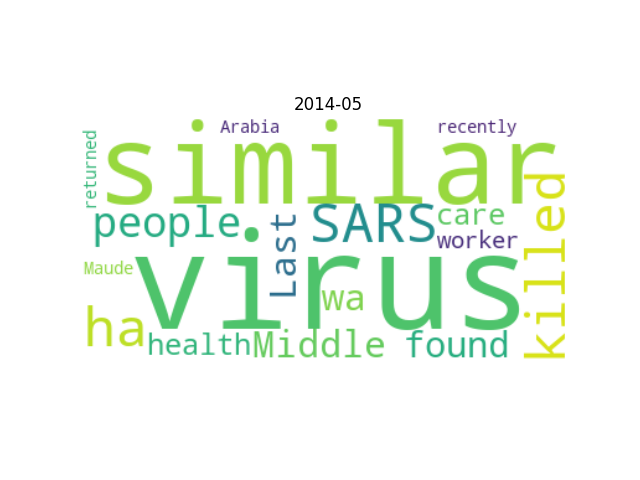 2014-05
Arabia
recently
returned
similar
killed
people
Last
SARS
care
worker
Maude
virus
wa
ha
health
Middle
found